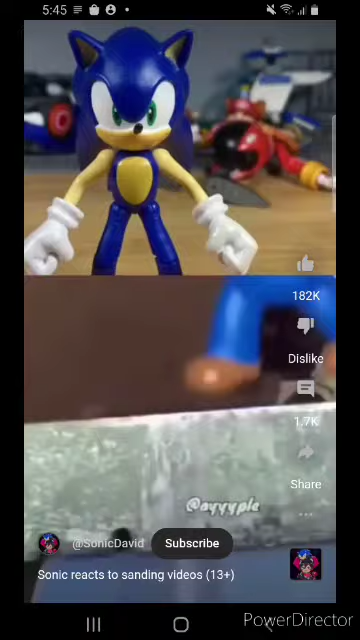 5:45
182K
Dislike
1.7K
Share
@ayyyple
@SonicDavid
Subscribe
Sonic reacts to sanding videos (13+)
PowerDirector